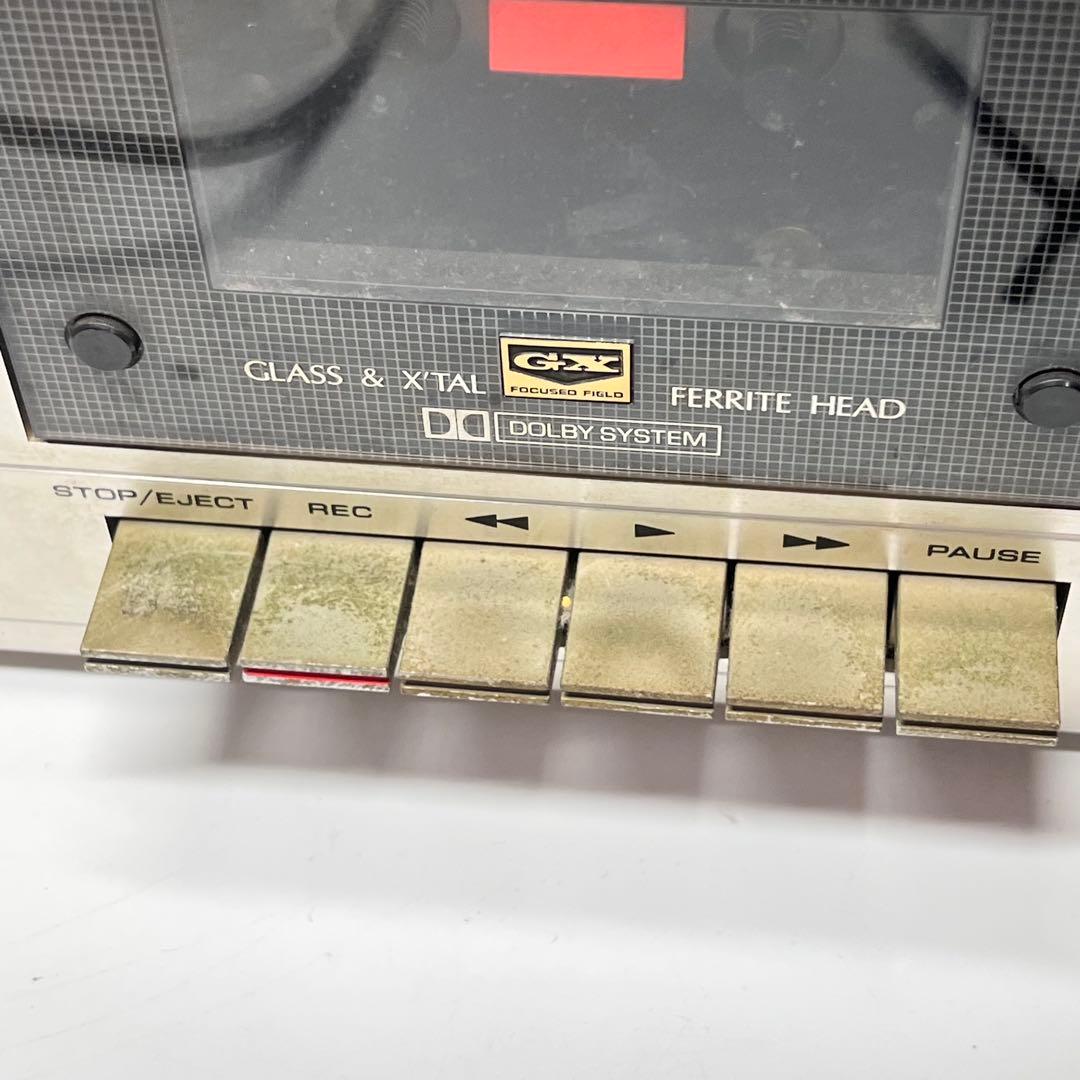 GLASS & X'TAL
GX
FOCUSED FIELD
FERRITE HEAD
DOLBY SYSTEM
STOP/EJECT
REC
PAUSE